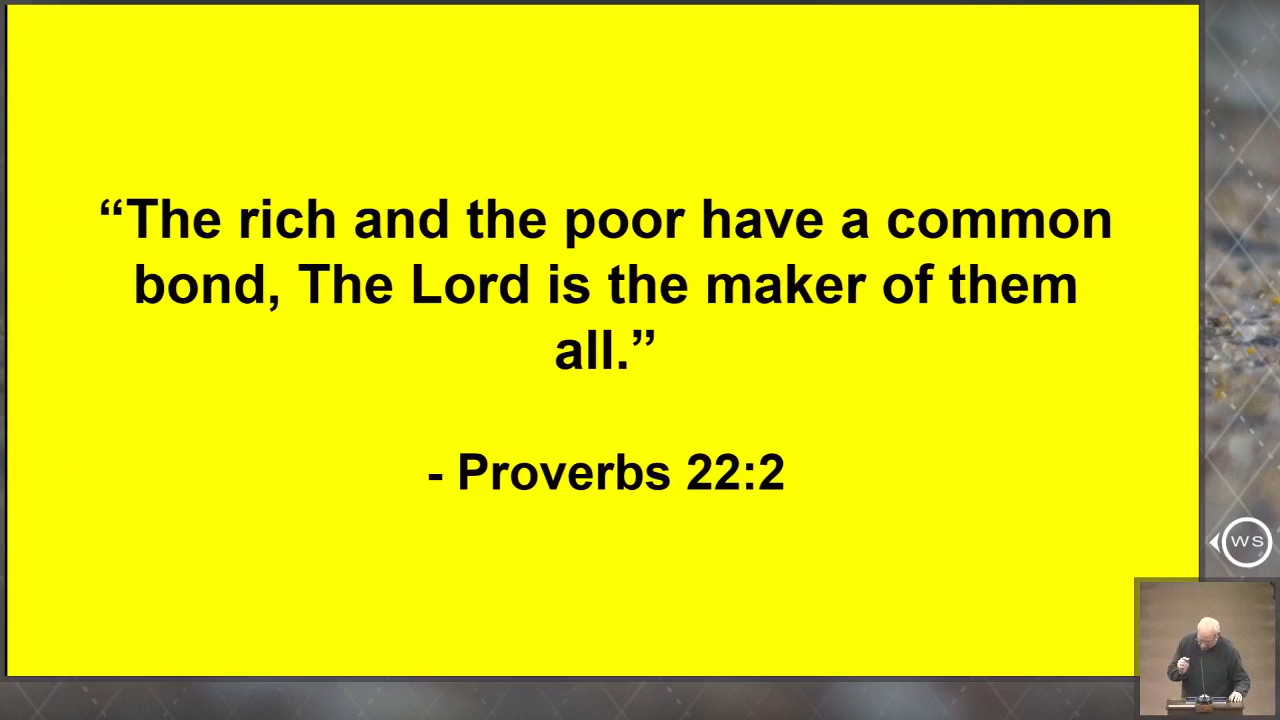 “The rich and the poor have a common
bond, The Lord is the maker of them
all.”
- Proverbs 22:2
WS